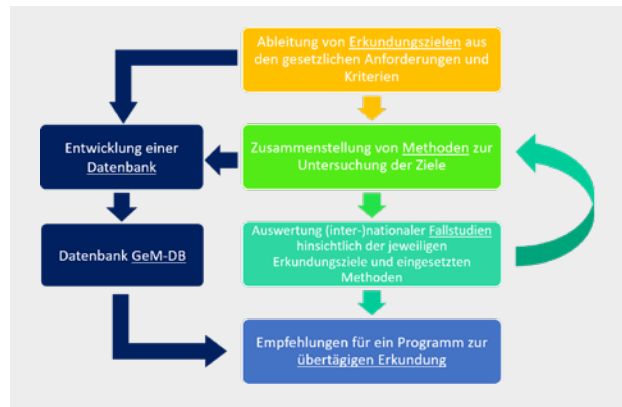 Ableitung von Erkundungszielen aus
den gesetzlichen Anforderungen und
Kriterien
Entwicklung einer
Datenbank
Zusammenstellung von Methoden zur
Untersuchung der Ziele
Datenbank GeM-DB
Auswertung (inter-)nationaler Fallstudien
hinsichtlich der jeweiligen
Erkundungsziele und eingesetzten
Methoden
Empfehlungen für ein Programm zur
übertägigen Erkundung